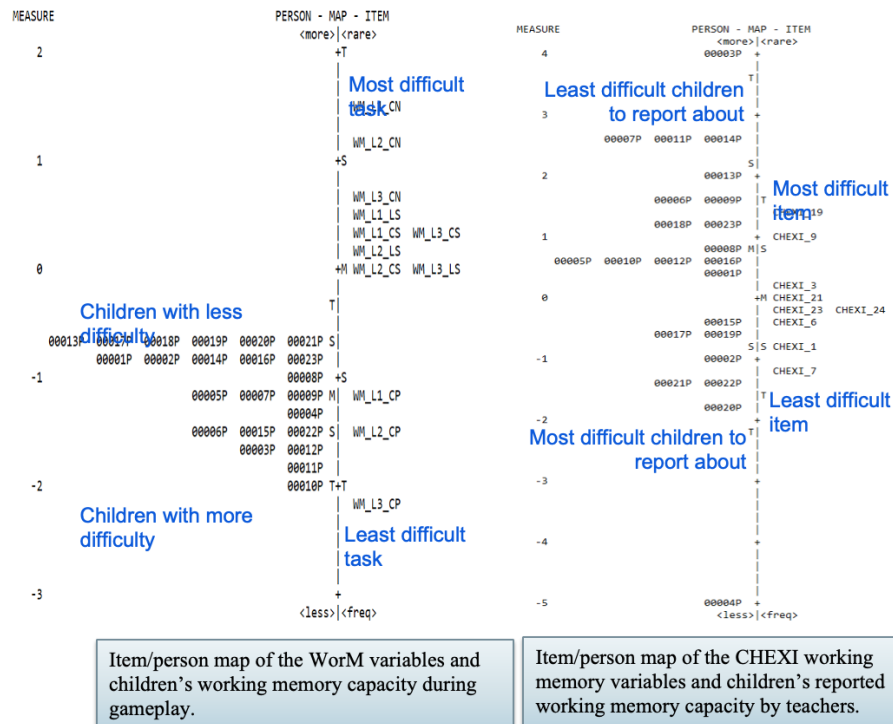 MEASURE PERSON - MAP - ITEM
<more>|<rare>
2 +T
Most difficult
task
WM_L1_CN
WM_L2_CN
1 +S
WM_L3_CN
WM_L1_LS
WM_L1_CS WM_L3_CS
WM_L2_LS
0 +M WM_L2_CS WM_L3_LS
T|
Children with less
difficulty
00013P 00017P 00018P 00019P 00020P 00021P S|
00001P 00002P 00014P 00016P 00023P
00008P +S
-1
00005P 00007P 00009P M| WM_L1_CP
00004P
00006P 00015P 00022P S| WM_L2_CP
00003P 00012P
00011P
-2 00010P T+T
WM_L3_CP
Children with more
difficulty
Least difficult
task
-3 +
<less>|<freq>
Item/person map of the WorM variables and
children's working memory capacity during
gameplay.
MEASURE PERSON - MAP - ITEM
<more>|<rare>
4 00003P +
T|
Least difficult children
to report about
3 +
00007P 00011P 00014P
S|
2 00013P +
Most difficult
item
00006P 00009P |T
CHEXI_19
00018P 00023P
1 + CHEXI_9
00008P M|S
00005P 00010P 00012P 00016P
00001P
CHEXI_3
0 +M CHEXI_21
CHEXI_23 CHEXI_24
00015P CHEXI_6
00017P 00019P
S|S CHEXI_1
-1 00002P +
CHEXI_7
00021P 00022P
|T
Least difficult
item
00020P
-2 +
T|
Most difficult children to
report about
-3 +
-4 +
-5 00004P +
<less>|<freq>
Item/person map of the CHEXI working
memory variables and children's reported
working memory capacity by teachers.